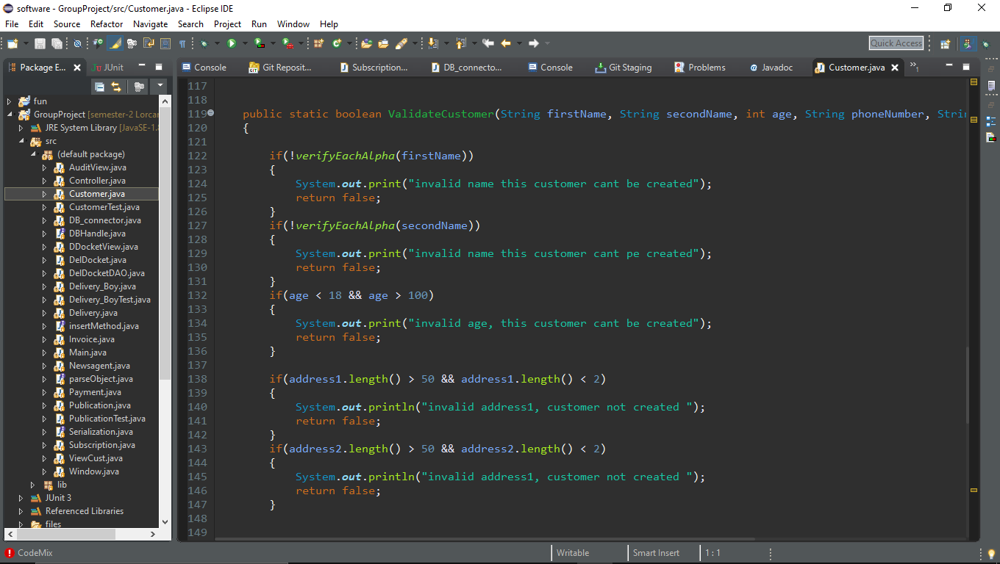 software - GroupProject/src/Customer.java - Eclipse IDE
File Edit Source Refactor Navigate Search Project Run Window Help
Quick Access
Package E... JUnit
Console Git Reposit... Subscription... DB_connecto... Console Git Staging Problems Javadoc Customer.java »1
fun
GroupProject [semester-2 Lorcar
JRE System Library [JavaSE-1.8
src
(default package)
AuditView.java
Controller.java
Customer.java
CustomerTest.java
DB_connector.java
DBHandle.java
DDocketView.java
DelDocket.java
DelDocketDAO.java
Delivery_Boy.java
Delivery_BoyTest.java
Delivery.java
insertMethod.java
Invoice.java
Main.java
Newsagent.java
parseObject.java
Payment.java
Publication.java
PublicationTest.java
Serialization.java
Subscription.java
ViewCust.java
Window.java
lib
JUnit 3
Referenced Libraries
files
117
118
119 public static boolean ValidateCustomer(String firstName, String secondName, int age, String phoneNumber, Strin
120 {
121
122 if(!verifyEachAlpha(firstName))
123 {
124 System.out.print("invalid name this customer cant be created");
125 return false;
126 }
127 if(!verifyEachAlpha(secondName))
128 {
129 System.out.print("invalid name this customer cant pe created");
130 return false;
131 }
132 if(age < 18 && age > 100)
133 {
134 System.out.print("invalid age, this customer cant be created");
135 return false;
136 }
137
138 if(address1.length() > 50 && address1.length() < 2)
139 {
140 System.out.println("invalid address1, customer not created ");
141 return false;
142 }
143 if(address2.length() > 50 && address2.length() < 2)
144 {
145 System.out.println("invalid address1, customer not created ");
146 return false;
147 }
148
149
CodeMix Writable Smart Insert 1 : 1